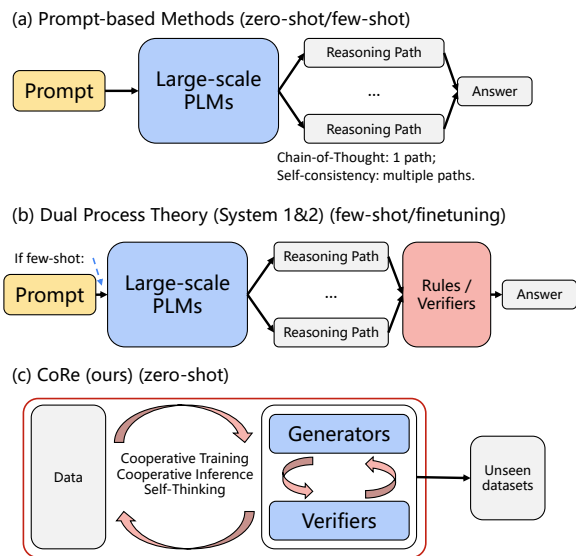 (a) Prompt-based Methods (zero-shot/few-shot)
Prompt
Large-scale
PLMs
Reasoning Path
...
Reasoning Path
Answer
Chain-of-Thought: 1 path;
Self-consistency: multiple paths.
(b) Dual Process Theory (System 1&2) (few-shot/finetuning)
If few-shot:
Prompt
Large-scale
PLMs
Reasoning Path
...
Reasoning Path
Rules /
Verifiers
Answer
(c) CoRe (ours) (zero-shot)
Data
Cooperative Training
Cooperative Inference
Self-Thinking
Generators
Verifiers
Unseen
datasets